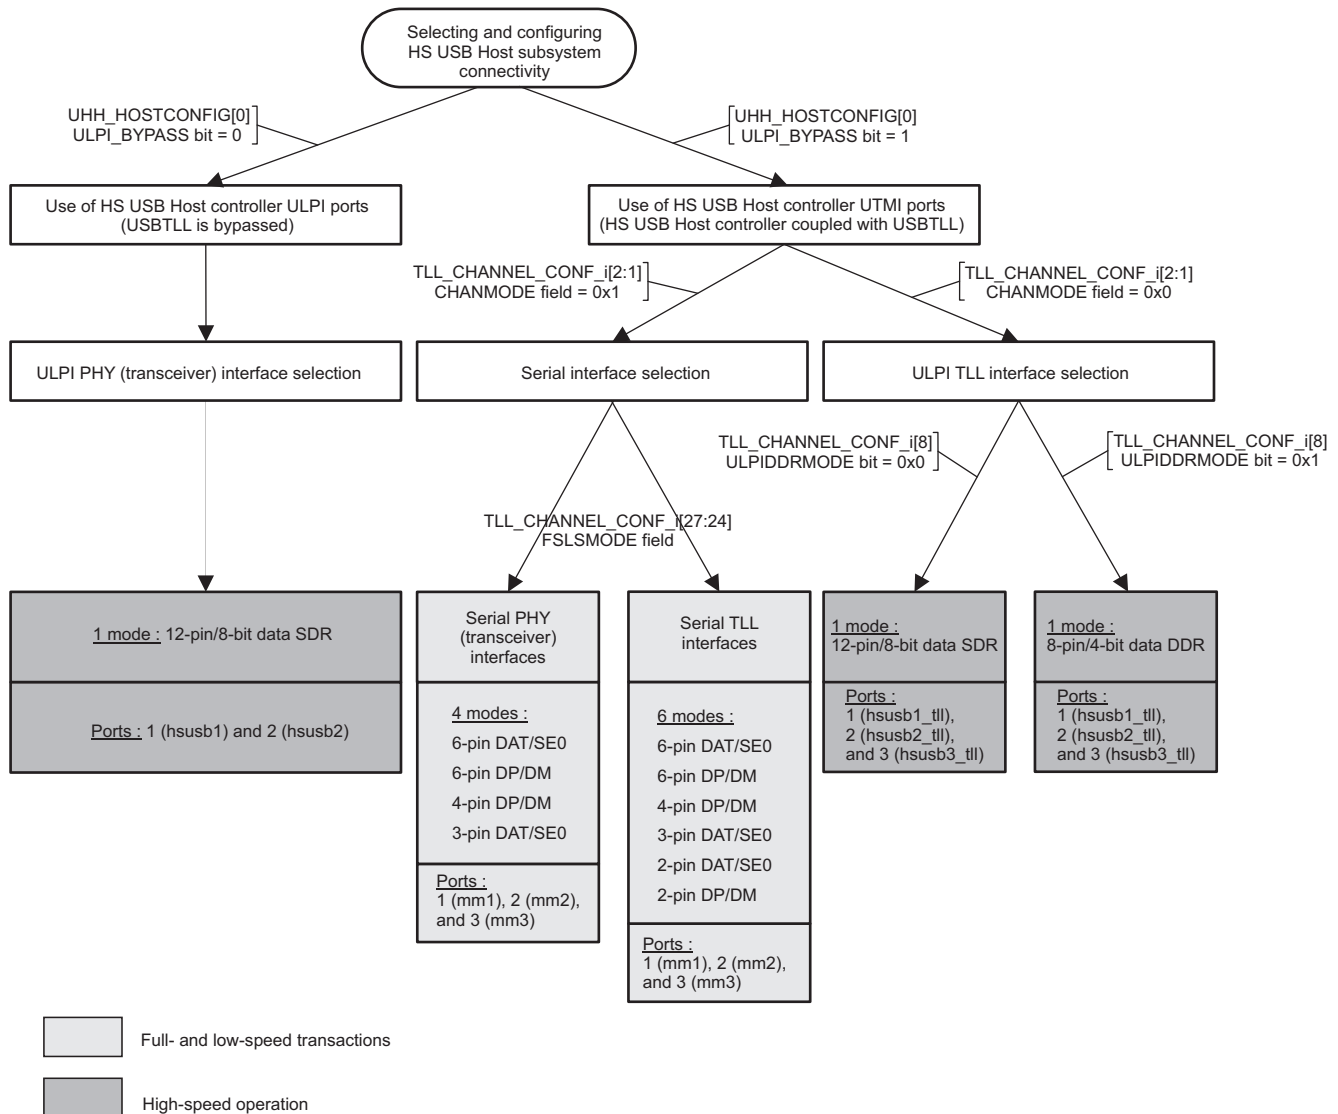 Selecting and configuring
HS USB Host subsystem
connectivity
UHH_HOSTCONFIG[0]
ULPI_BYPASS bit = 0
UHH_HOSTCONFIG[0]
ULPI_BYPASS bit = 1
Use of HS USB Host controller ULPI ports
(USBTLL is bypassed)
Use of HS USB Host controller UTMI ports
(HS USB Host controller coupled with USBTLL)
TLL_CHANNEL_CONF_i[2:1]
CHANMODE field = 0x1
TLL_CHANNEL_CONF_i[2:1]
CHANMODE field = 0x0
ULPI PHY (transceiver) interface selection
Serial interface selection
ULPI TLL interface selection
TLL_CHANNEL_CONF_i[8]
ULPIDDRMODE bit = 0x0
TLL_CHANNEL_CONF_i[8]
ULPIDDRMODE bit = 0x1
TLL_CHANNEL_CONF_i[27:24]
FSLSMODE field
1 mode : 12-pin/8-bit data SDR
Ports : 1 (hsusb1) and 2 (hsusb2)
Serial PHY
(transceiver)
interfaces
4 modes :
6-pin DAT/SE0
6-pin DP/DM
4-pin DP/DM
3-pin DAT/SE0
Ports :
1 (mm1), 2 (mm2),
and 3 (mm3)
Serial TLL
interfaces
6 modes :
6-pin DAT/SE0
6-pin DP/DM
4-pin DP/DM
3-pin DAT/SE0
2-pin DAT/SE0
2-pin DP/DM
Ports :
1 (mm1), 2 (mm2),
and 3 (mm3)
1 mode :
12-pin/8-bit data SDR
Ports :
1 (hsusb1_tll),
2 (hsusb2_tll),
and 3 (hsusb3_tll)
1 mode :
8-pin/4-bit data DDR
Ports :
1 (hsusb1_tll),
2 (hsusb2_tll),
and 3 (hsusb3_tll)
Full- and low-speed transactions
High-speed operation